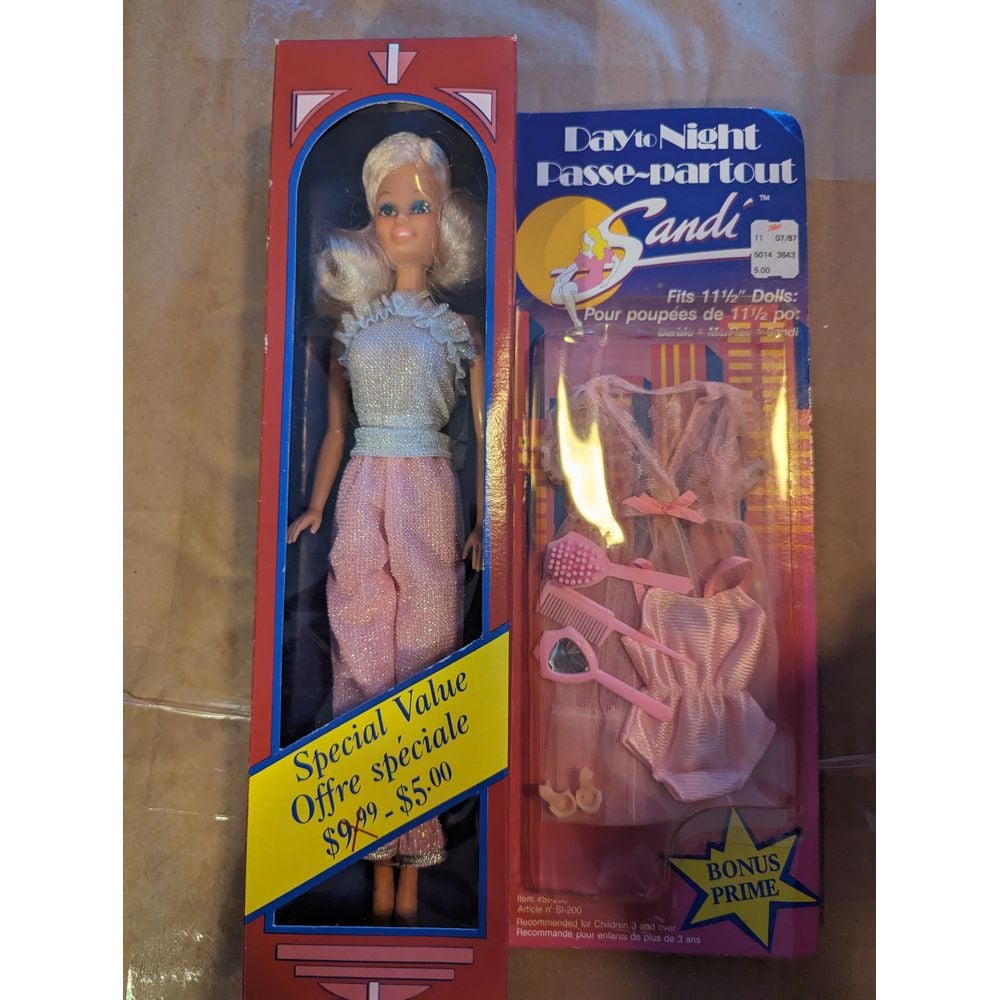 Special Value
Offre spéciale
$9.99 - $5.00
Day to Night
Passe-partout
Sandi ™
11 07/87
5014 3643
5.00
Fits 11½" Dolls:
Pour poupées de 11½ po:
BONUS
PRIME
Item #SI-200
Article n° SI-200
Recommended for Children 3 and over
Recommande pour enfants de plus de 3 ans